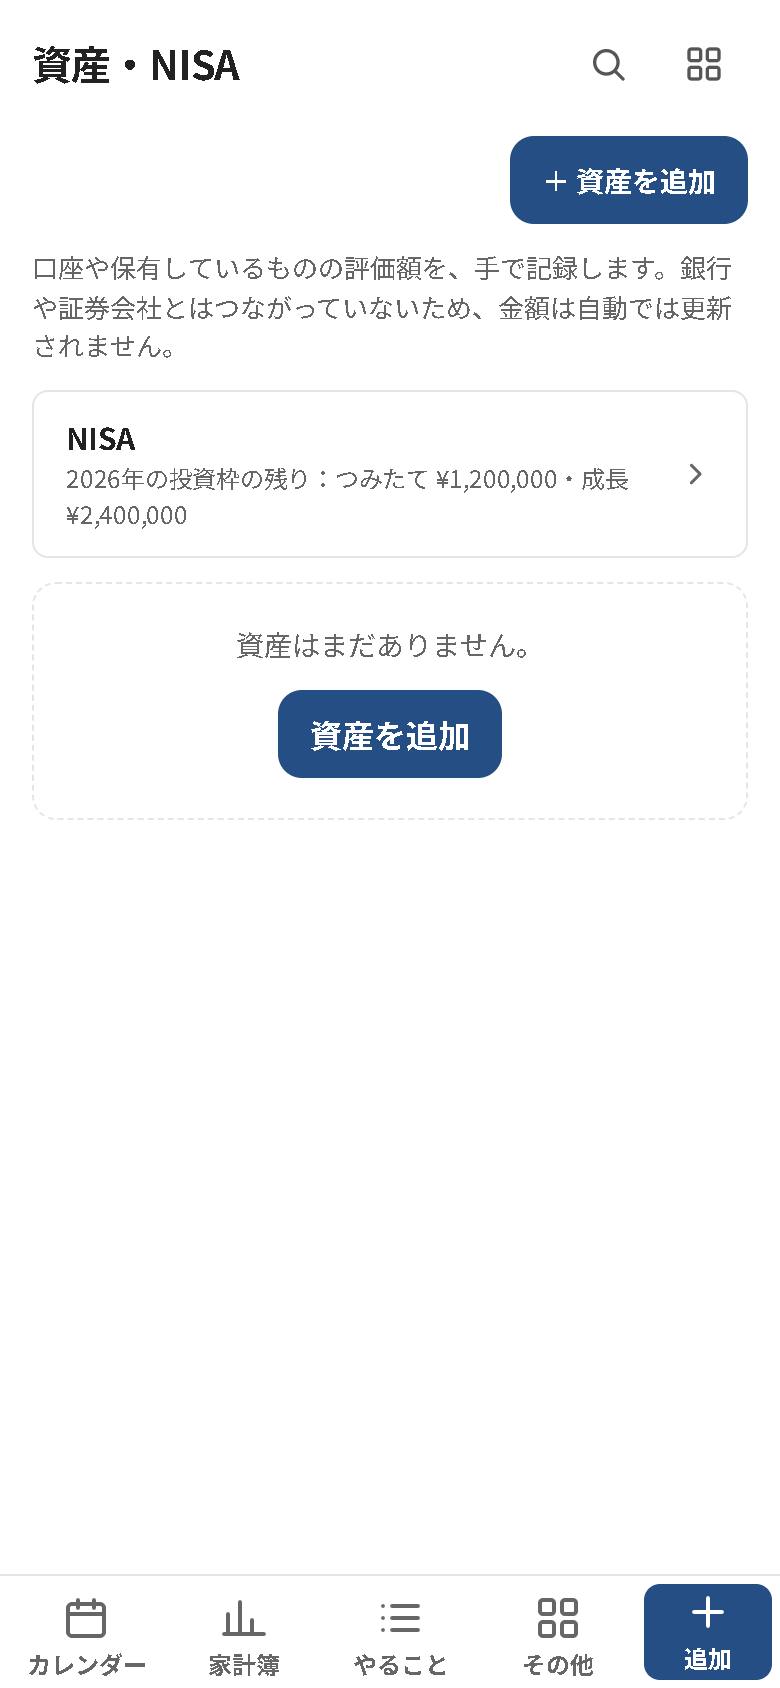 資産・NISA
＋ 資産を追加
口座や保有しているものの評価額を、手で記録します。銀行
や証券会社とはつながっていないため、金額は自動では更新
されません。
NISA
2026年の投資枠の残り：つみたて ¥1,200,000・成長
¥2,400,000
資産はまだありません。
資産を追加
カレンダー
家計簿
やること
その他
追加